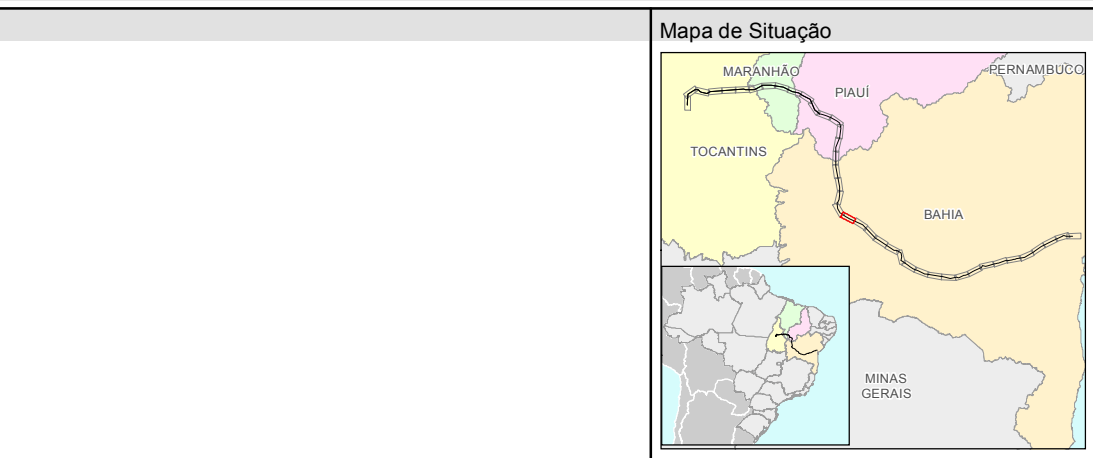 Mapa de Situação
MARANHÃO
PERNAMBUCO
PIAUÍ
TOCANTINS
BAHIA
MINAS
GERAIS